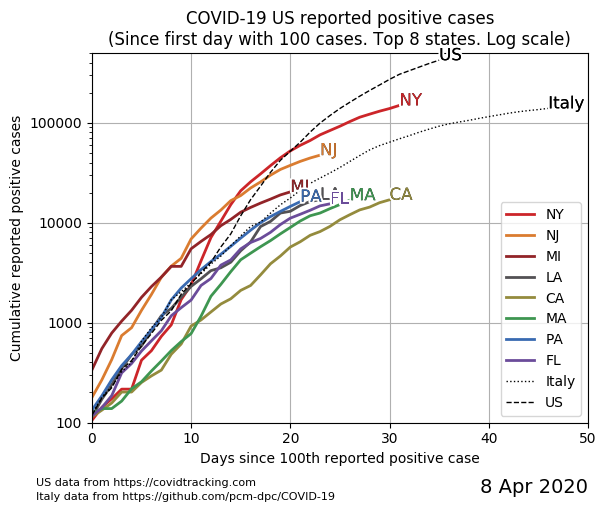 COVID-19 US reported positive cases
(Since first day with 100 cases. Top 8 states. Log scale)
US
NY
Italy
NJ
MI
PA
LA
FL
MA
CA
Cumulative reported positive cases
100000
10000
1000
100
0
10
20
30
40
50
Days since 100th reported positive case
NY
NJ
MI
LA
CA
MA
PA
FL
Italy
US
US data from https://covidtracking.com
Italy data from https://github.com/pcm-dpc/COVID-19
8 Apr 2020